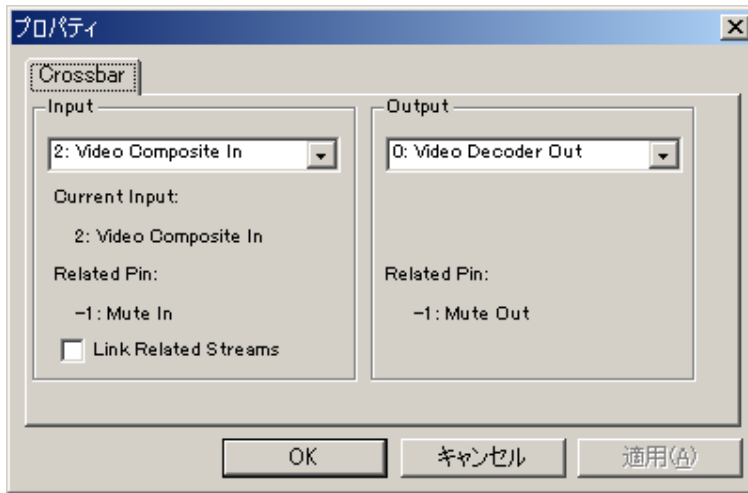 プロパティ
Crossbar
Input
2: Video Composite In
Current Input:
2: Video Composite In
Related Pin:
-1: Mute In
Link Related Streams
Output
0: Video Decoder Out
Related Pin:
-1: Mute Out
OK
キャンセル
適用(A)